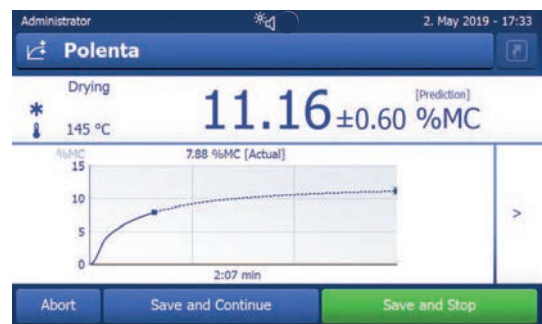 Administrator
2. May 2019 - 17:33
Polenta
Drying
145 °C
11.16 ±0.60 %MC
[Prediction]
%MC
7.88 %MC [Actual]
15
10
5
0
2:07 min
>
Abort
Save and Continue
Save and Stop